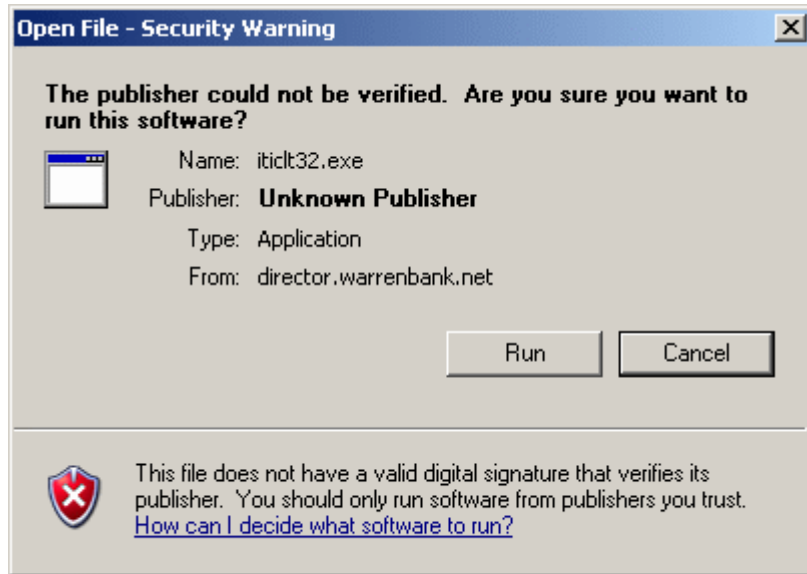 Open File - Security Warning
The publisher could not be verified.  Are you sure you want to
run this software?
Name: iticlt32.exe
Publisher: Unknown Publisher
Type: Application
From: director.warrenbank.net
Run Cancel
This file does not have a valid digital signature that verifies its
publisher.  You should only run software from publishers you trust.
How can I decide what software to run?